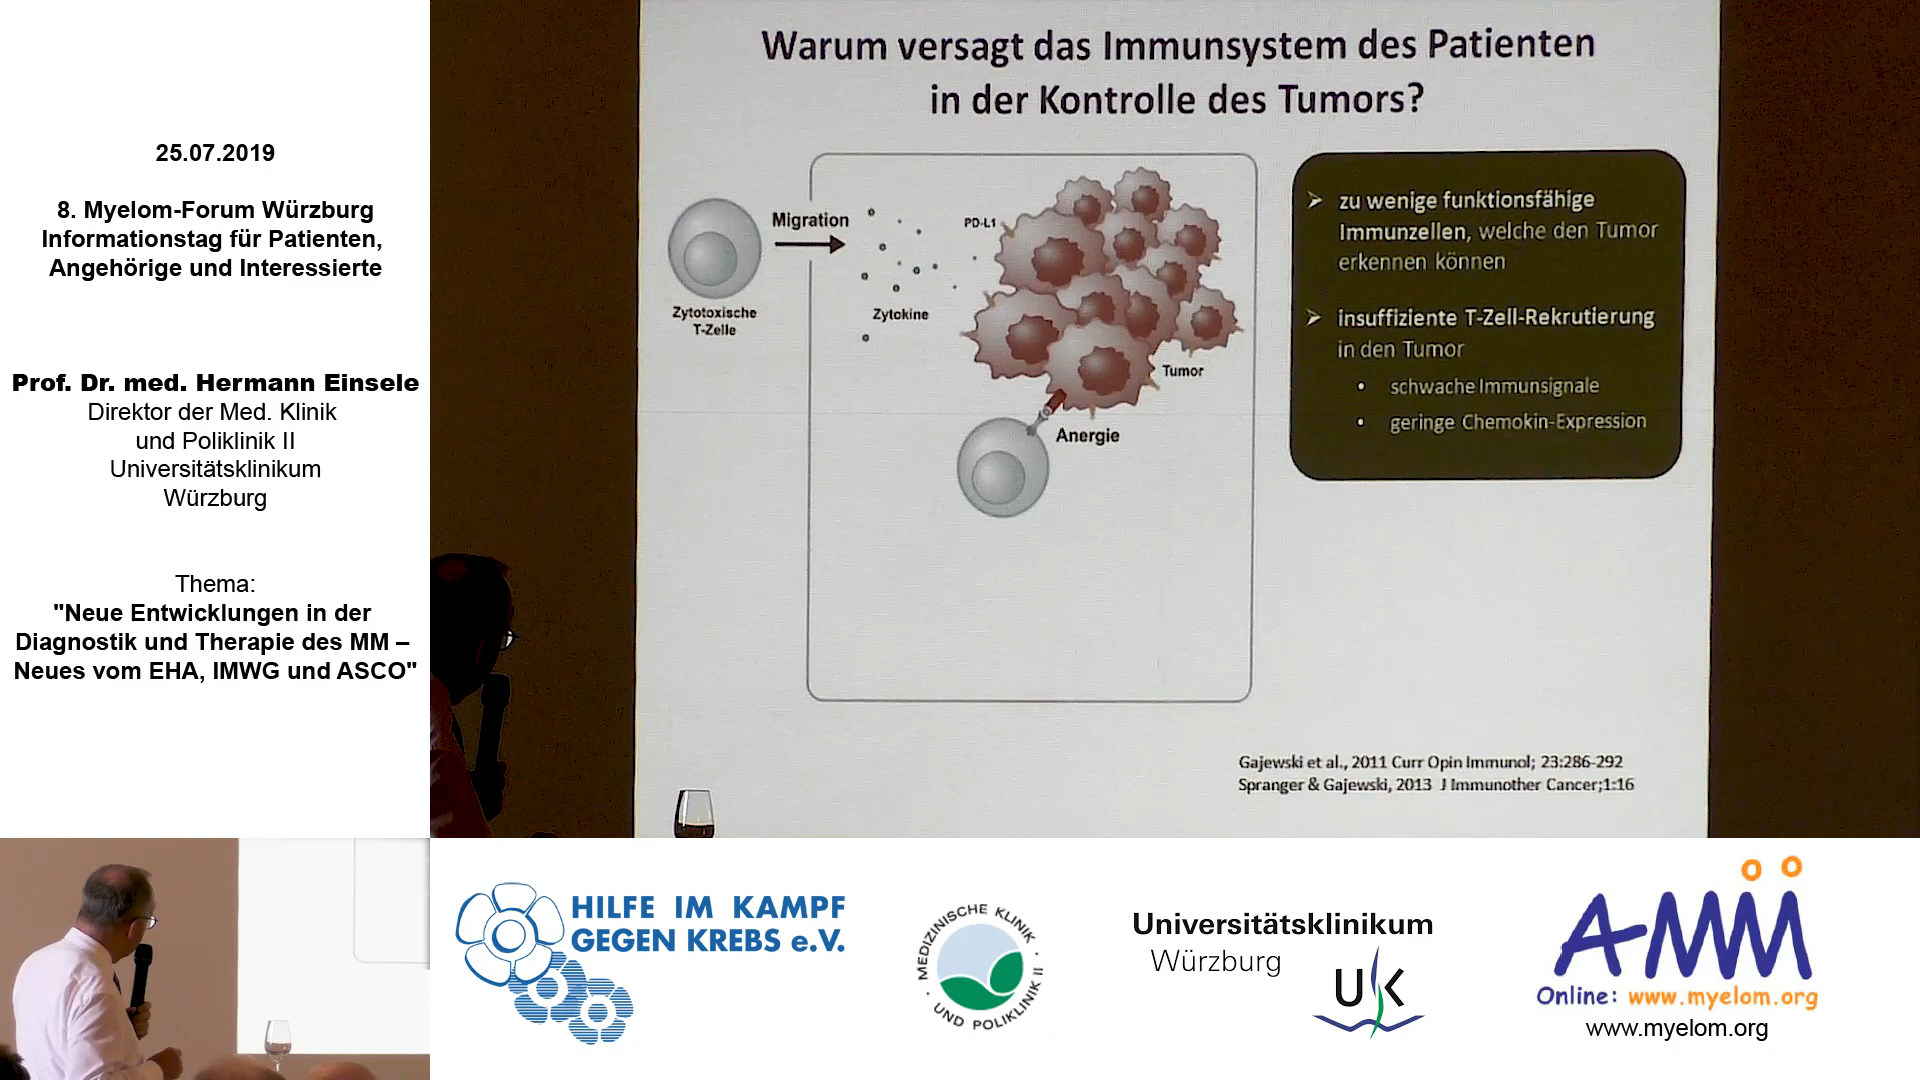 25.07.2019
8. Myelom-Forum Würzburg
Informationstag für Patienten,
Angehörige und Interessierte
Prof. Dr. med. Hermann Einsele
Direktor der Med. Klinik
und Poliklinik II
Universitätsklinikum
Würzburg
Thema:
"Neue Entwicklungen in der
Diagnostik und Therapie des MM –
Neues vom EHA, IMWG und ASCO"
Warum versagt das Immunsystem des Patienten
in der Kontrolle des Tumors?
Migration
Zytotoxische
T-Zelle
Zytokine
PD-L1
Tumor
Anergie
zu wenige funktionsfähige
Immunzellen, welche den Tumor
erkennen können
insuffiziente T-Zell-Rekrutierung
in den Tumor
• schwache Immunsignale
• geringe Chemokin-Expression
Gajewski et al., 2011 Curr Opin Immunol; 23:286-292
Spranger & Gajewski, 2013 J Immunother Cancer;1:16
HILFE IM KAMPF
GEGEN KREBS e.V.
MEDIZINISCHE KLINIK
UND POLIKLINIK II
Universitätsklinikum
Würzburg
UK
AMM
Online: www.myelom.org
www.myelom.org